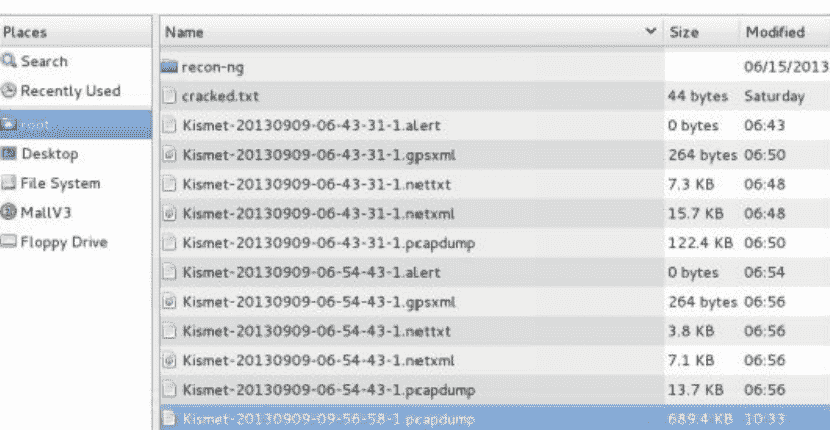 Places Name Size Modified
Search recon-ng 06/15/2013
Recently Used cracked.txt 44 bytes Saturday
root Kismet-20130909-06-43-31-1.alert 0 bytes 06:43
Desktop Kismet-20130909-06-43-31-1.gpsxml 264 bytes 06:50
File System Kismet-20130909-06-43-31-1.nettxt 7.3 KB 06:48
MallV3 Kismet-20130909-06-43-31-1.netxml 15.7 KB 06:48
Floppy Drive Kismet-20130909-06-43-31-1.pcapdump 122.4 KB 06:50
Kismet-20130909-06-54-43-1.alert 0 bytes 06:54
Kismet-20130909-06-54-43-1.gpsxml 264 bytes 06:56
Kismet-20130909-06-54-43-1.nettxt 3.8 KB 06:56
Kismet-20130909-06-54-43-1.netxml 7.1 KB 06:56
Kismet-20130909-06-54-43-1.pcapdump 13.7 KB 06:56
Kismet-20130909-09-56-58-1.pcapdump 689.4 KB 10:33